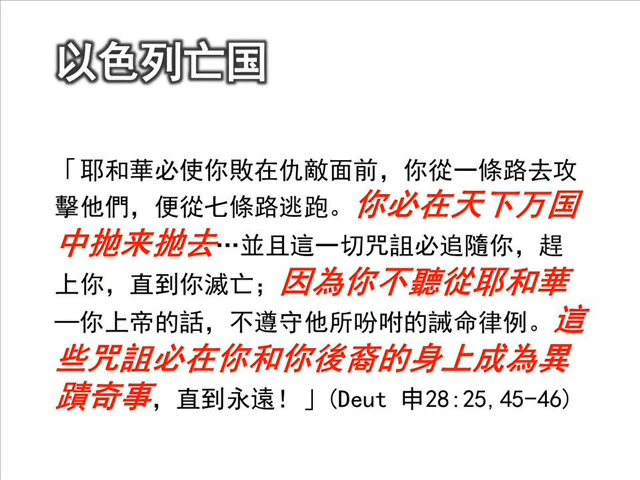 以色列亡国
「耶和華必使你敗在仇敵面前，你從一條路去攻
擊他們，便從七條路逃跑。你必在天下万国
中抛来抛去…並且這一切咒詛必追隨你，趕
上你，直到你滅亡；因為你不聽從耶和華
—你上帝的話，不遵守他所吩咐的誡命律例。這
些咒詛必在你和你後裔的身上成為異
蹟奇事，直到永遠！」(Deut 申28:25,45-46)